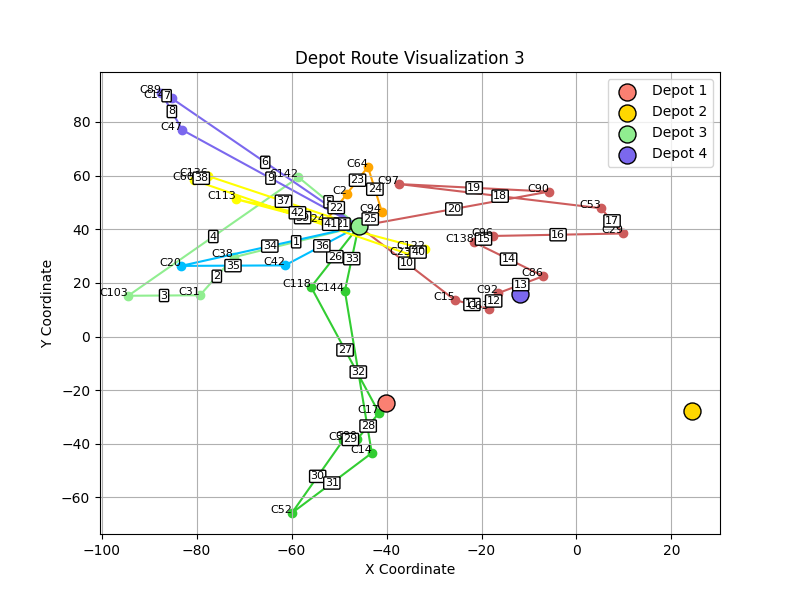 Depot Route Visualization 3
Depot 1
Depot 2
Depot 3
Depot 4
Y Coordinate
80
60
40
20
0
−20
−40
−60
−100
−80
−60
−40
−20
0
20
X Coordinate
C89
7
8
C47
6
9
C142
C64
23
24
C97
19
18
C90
20
C53
17
16
15
C138
14
C86
13
C92
12
C15
10
38
C113
37
42
C2
22
C94
25
21
41
40
4
C38
34
1
36
C20
35
C42
2
C103
3
C31
26
33
C118
C144
27
32
C17
28
29
C14
30
31
C52